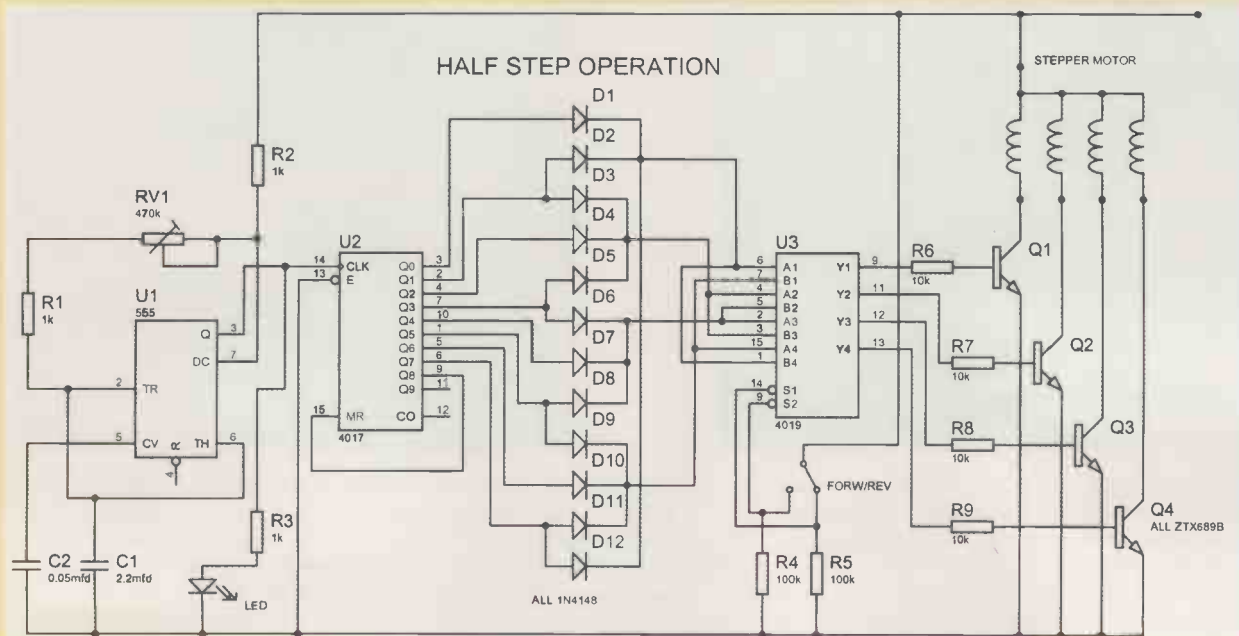 HALF STEP OPERATION
STEPPER MOTOR
D1
D2
D3
D4
D5
D6
D7
D8
D9
D10
D11
D12
ALL 1N4148
R2
1k
RV1
470k
R1
1k
U1
555
Q 3
DC 7
2 TR
5 CV
R
4
TH 6
C2
0.05mfd
C1
2.2mfd
R3
1k
LED
U2
14 CLK
13 E
Q0 3
Q1 2
Q2 4
Q3 7
Q4 10
Q5 1
Q6 5
Q7 6
Q8 9
Q9 11
15 MR
CO 12
4017
U3
6 A1
7 B1
4 A2
5 B2
2 A3
3 B3
15 A4
1 B4
14 S1
9 S2
Y1 9
Y2 11
Y3 12
Y4 13
4019
FORW/REV
R4
100k
R5
100k
R6
10k
R7
10k
R8
10k
R9
10k
Q1
Q2
Q3
Q4
ALL ZTX689B